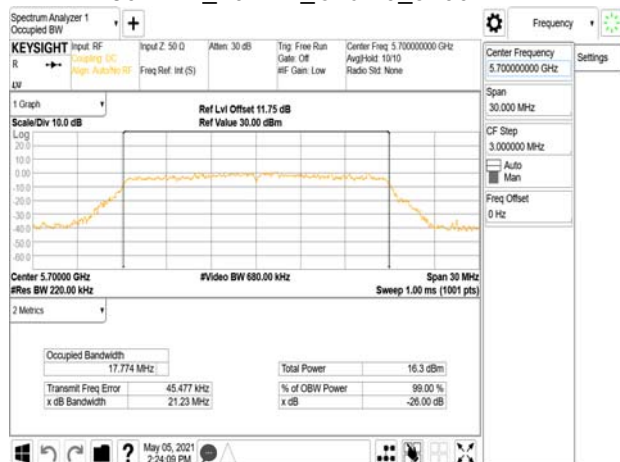 Spectrum Analyzer 1
Occupied BW
Frequency
KEYSIGHT
R
LV
Input: RF
Coupling: DC
Align: Auto/No RF
Input Z: 50 Ω
Freq Ref: Int (S)
Atten: 30 dB
Trig: Free Run
Gate: Off
#IF Gain: Low
Center Freq: 5.700000000 GHz
Avg|Hold: 10/10
Radio Std: None
Center Frequency
5.700000000 GHz
Settings
Span
30.000 MHz
CF Step
3.000000 MHz
Auto
Man
Freq Offset
0 Hz
1 Graph
Scale/Div 10.0 dB
Ref Lvl Offset 11.75 dB
Ref Value 30.00 dBm
Log
20.0
10.0
0.00
-10.0
-20.0
-30.0
-40.0
-50.0
-60.0
Center 5.70000 GHz
#Res BW 220.00 kHz
#Video BW 680.00 kHz
Span 30 MHz
Sweep 1.00 ms (1001 pts)
2 Metrics
Occupied Bandwidth
17.774 MHz
Transmit Freq Error 45.477 kHz
x dB Bandwidth 21.23 MHz
Total Power 16.3 dBm
% of OBW Power 99.00 %
x dB -26.00 dB
May 05, 2021
2:24:09 PM